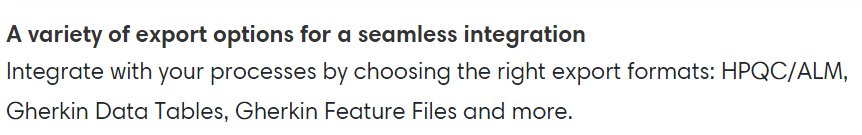 A variety of export options for a seamless integration
Integrate with your processes by choosing the right export formats: HPQC/ALM,
Gherkin Data Tables, Gherkin Feature Files and more.